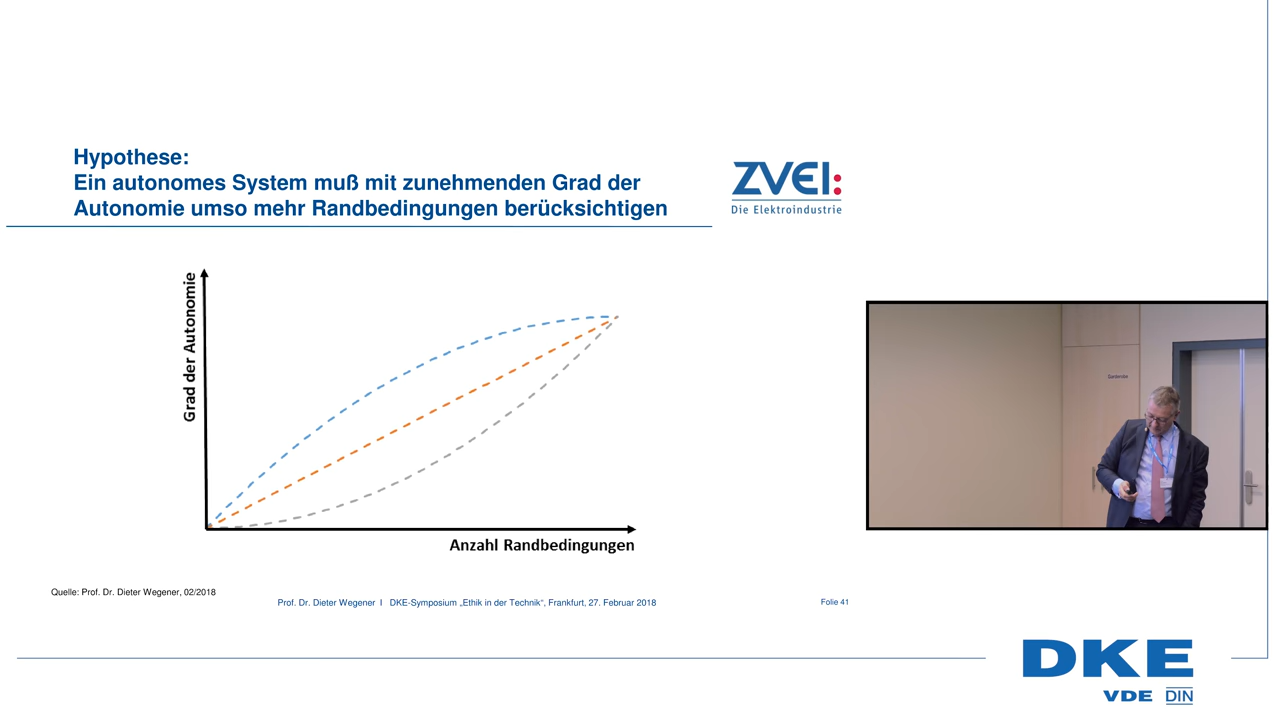 Hypothese:
Ein autonomes System muß mit zunehmenden Grad der
Autonomie umso mehr Randbedingungen berücksichtigen
ZVEI:
Die Elektroindustrie
Grad der Autonomie
Anzahl Randbedingungen
Garderobe
Quelle: Prof. Dr. Dieter Wegener, 02/2018
Prof. Dr. Dieter Wegener I DKE-Symposium „Ethik in der Technik“, Frankfurt, 27. Februar 2018
Folie 41
DKE
VDE DIN